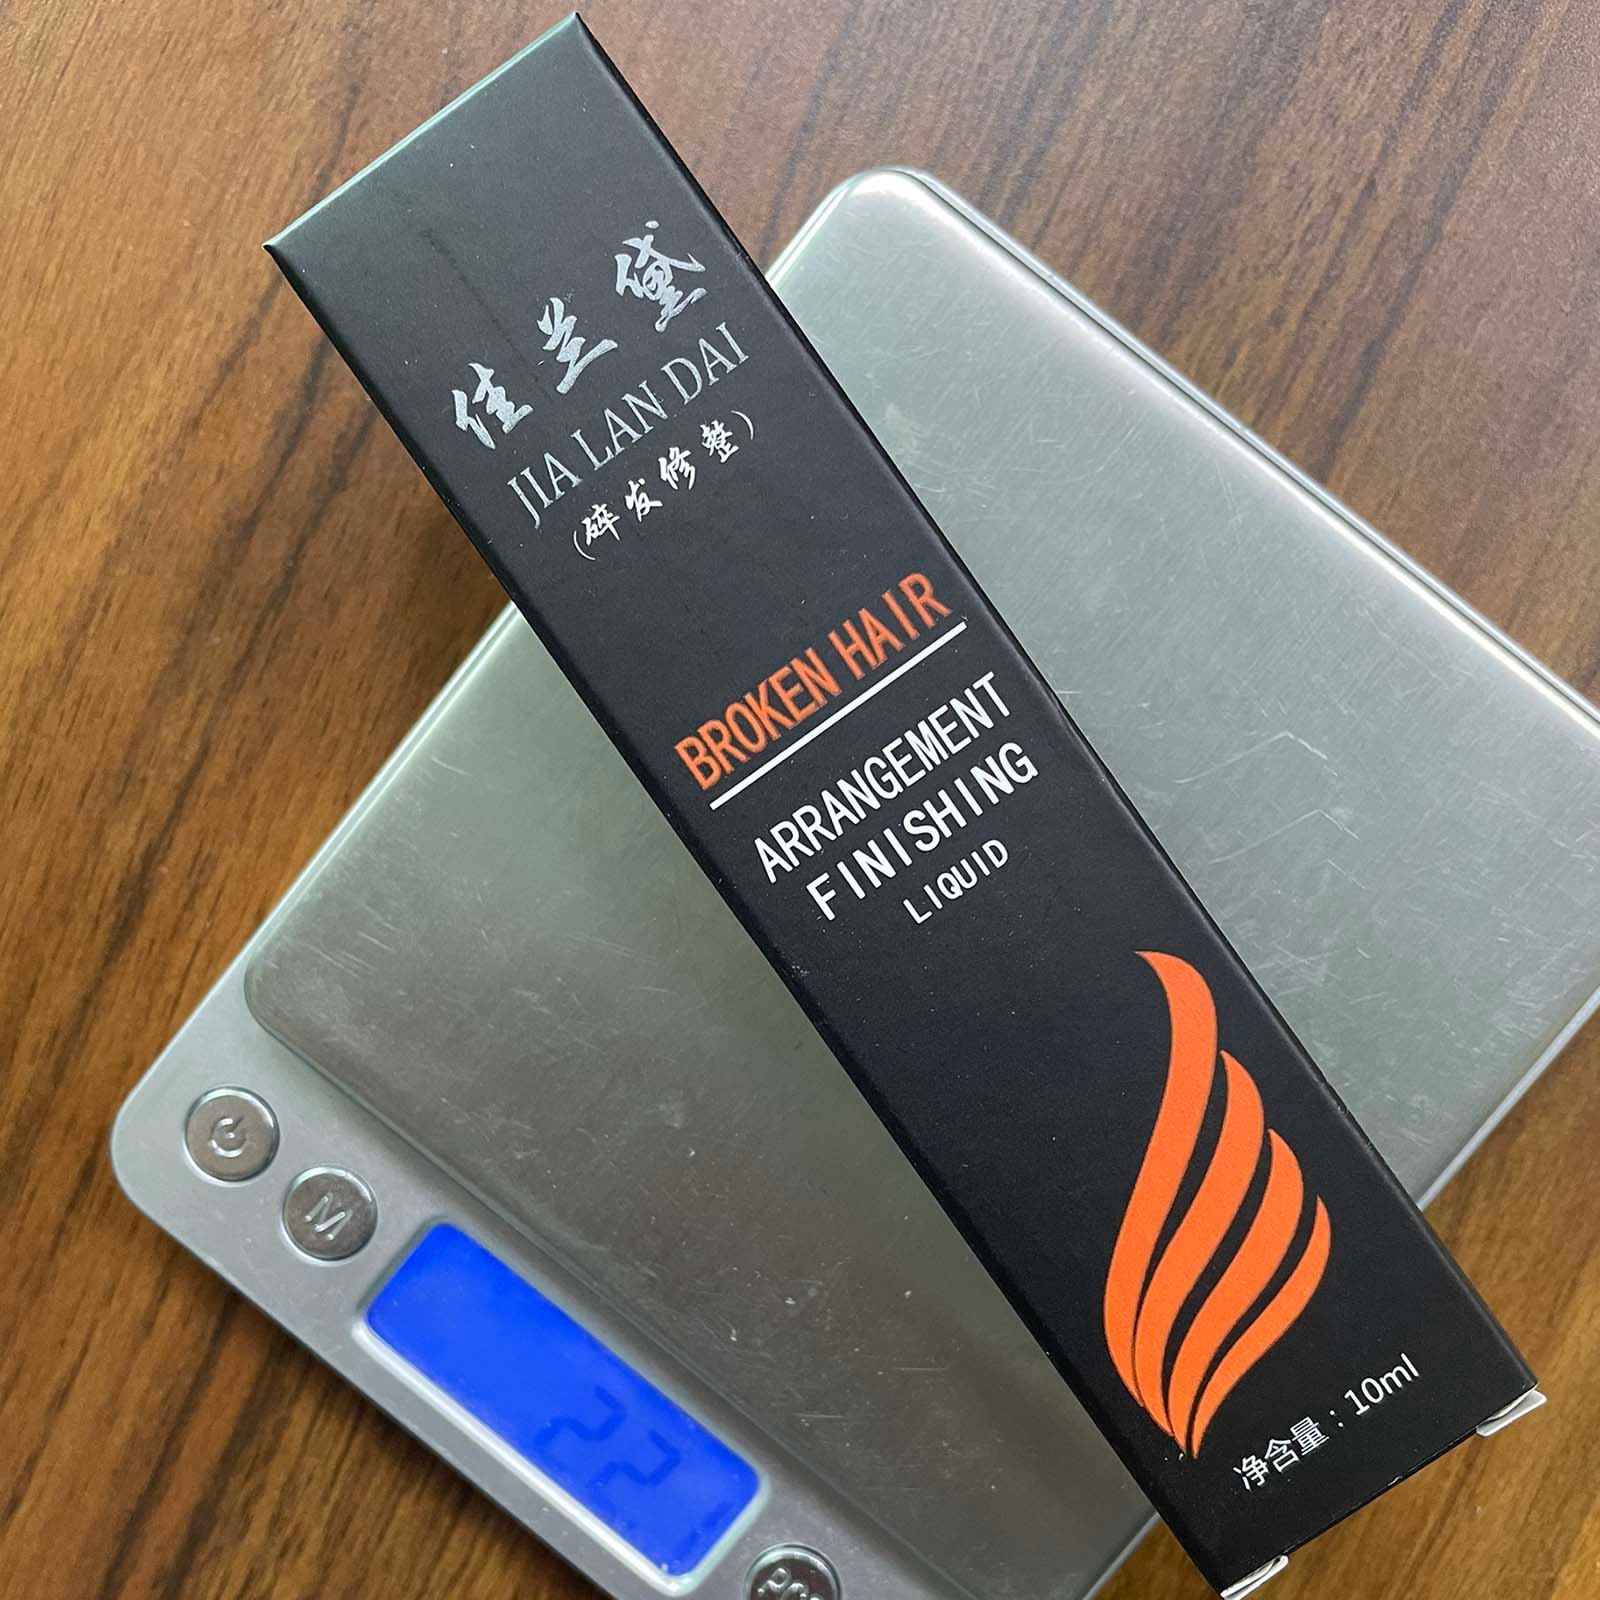 佳兰黛
JIA LAN DAI
(碎发修整)
BROKEN HAIR
ARRANGEMENT
FINISHING
LIQUID
净含量：10ml
M
22